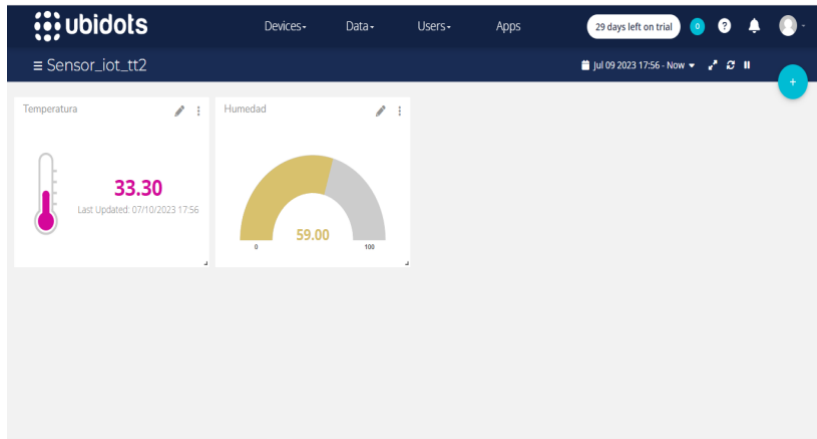 ubidots Devices Data Users Apps 29 days left on trial 0 ?
Sensor_iot_tt2 Jul 09 2023 17:56 - Now
+
Temperatura Humedad
33.30
Last Updated: 07/10/2023 17:56
59.00
0 100